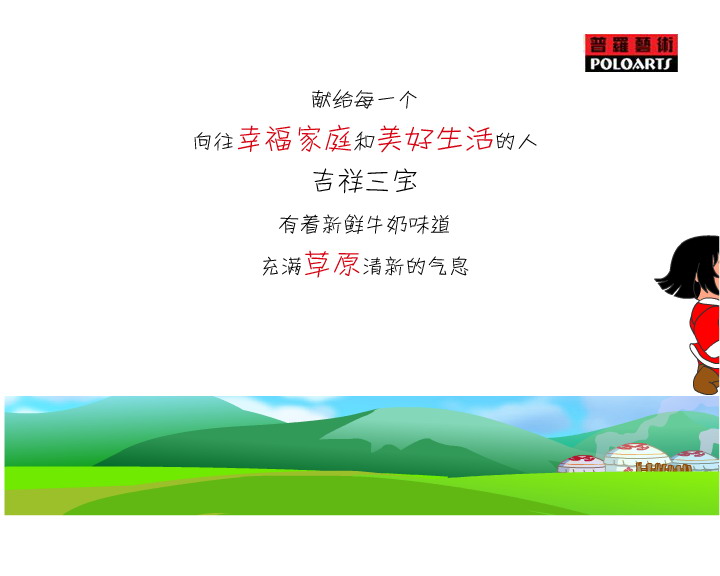 普羅藝術
POLOARTS
献给每一个
向往幸福家庭和美好生活的人
吉祥三宝
有着新鲜牛奶味道
充满草原清新的气息